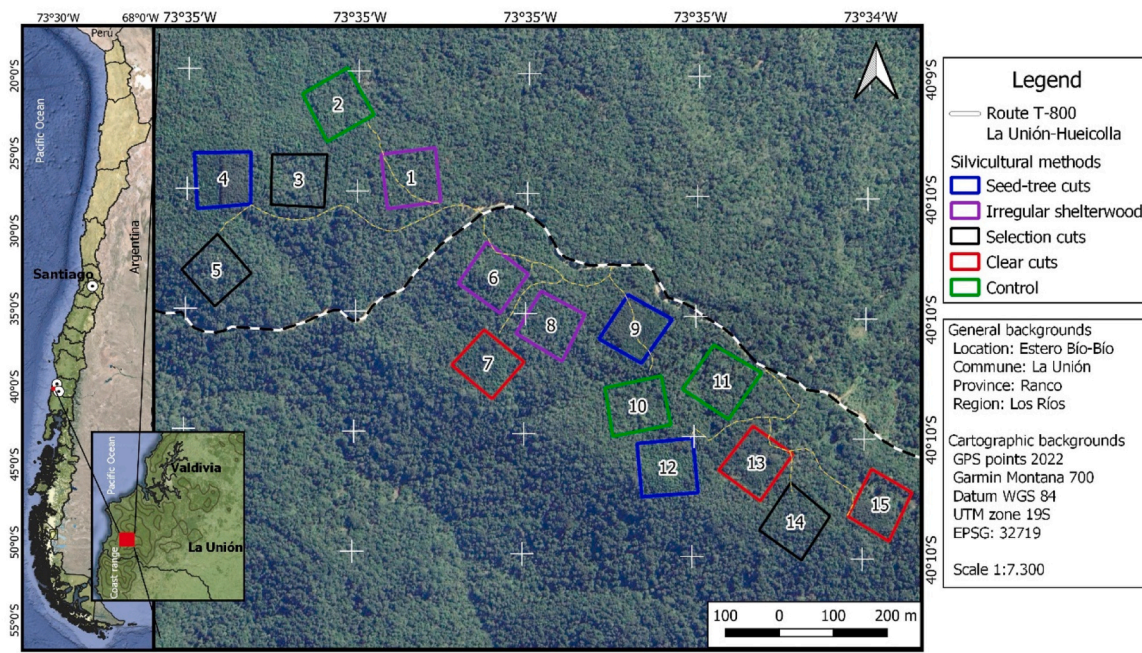 73°30'W
68°0'W
73°35'W
73°35'W
73°35'W
73°35'W
73°34'W
Perú
20°0'S
25°0'S
30°0'S
35°0'S
40°0'S
45°0'S
50°0'S
55°0'S
Pacific Ocean
Argentina
Santiago
Pacific Ocean
Valdivia
La Unión
Coast range
2
4
3
1
5
6
8
9
7
10
11
12
13
14
15
40°9'S
40°10'S
40°10'S
40°10'S
40°10'S
100 0 100 200 m
Legend
Route T-800
La Unión-Hueicolla
Silvicultural methods
Seed-tree cuts
Irregular shelterwood
Selection cuts
Clear cuts
Control
General backgrounds
Location: Estero Bío-Bío
Commune: La Unión
Province: Ranco
Region: Los Ríos
Cartographic backgrounds
GPS points 2022
Garmin Montana 700
Datum WGS 84
UTM zone 19S
EPSG: 32719
Scale 1:7.300